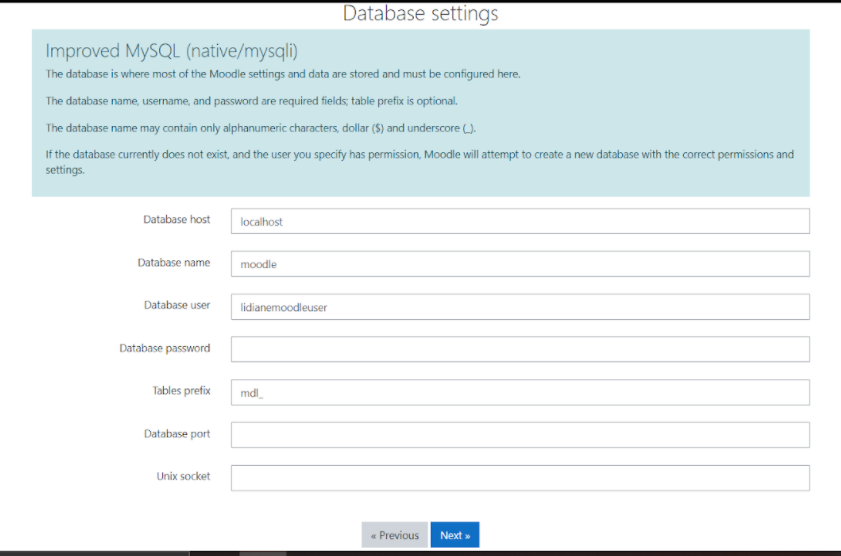 Database settings
Improved MySQL (native/mysqli)
The database is where most of the Moodle settings and data are stored and must be configured here.
The database name, username, and password are required fields; table prefix is optional.
The database name may contain only alphanumeric characters, dollar ($) and underscore (_).
If the database currently does not exist, and the user you specify has permission, Moodle will attempt to create a new database with the correct permissions and
settings.
Database host localhost
Database name moodle
Database user lidianemoodleuser
Database password
Tables prefix mdl_
Database port
Unix socket
« Previous Next »